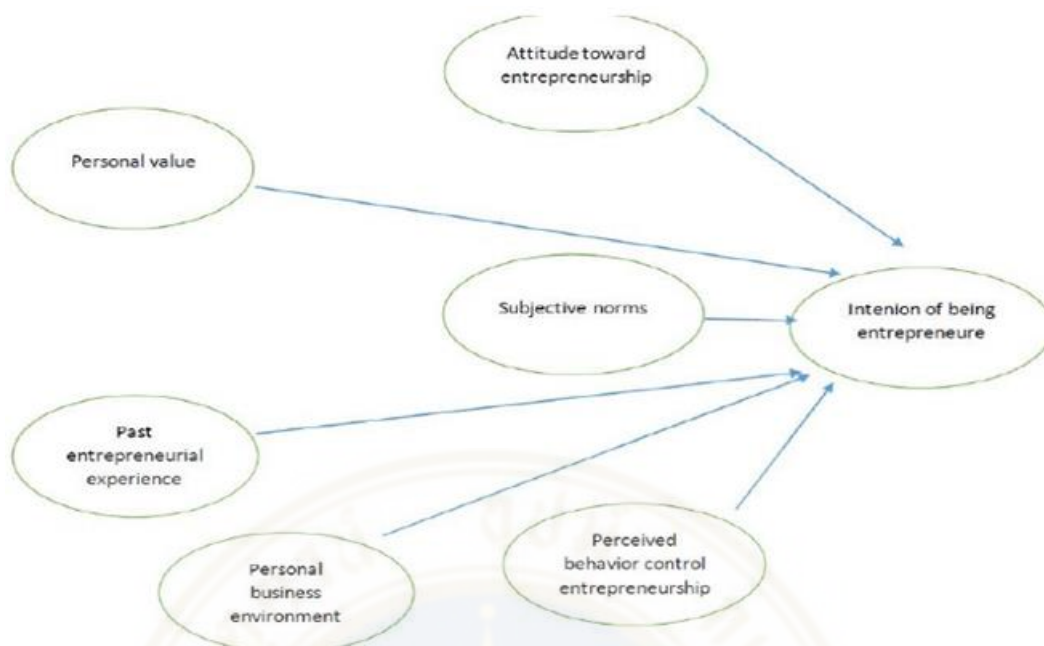 Attitude toward
entrepreneurship
Personal value
Subjective norms
Intenion of being
entrepreneure
Past
entrepreneurial
experience
Personal
business
environment
Perceived
behavior control
entrepreneurship